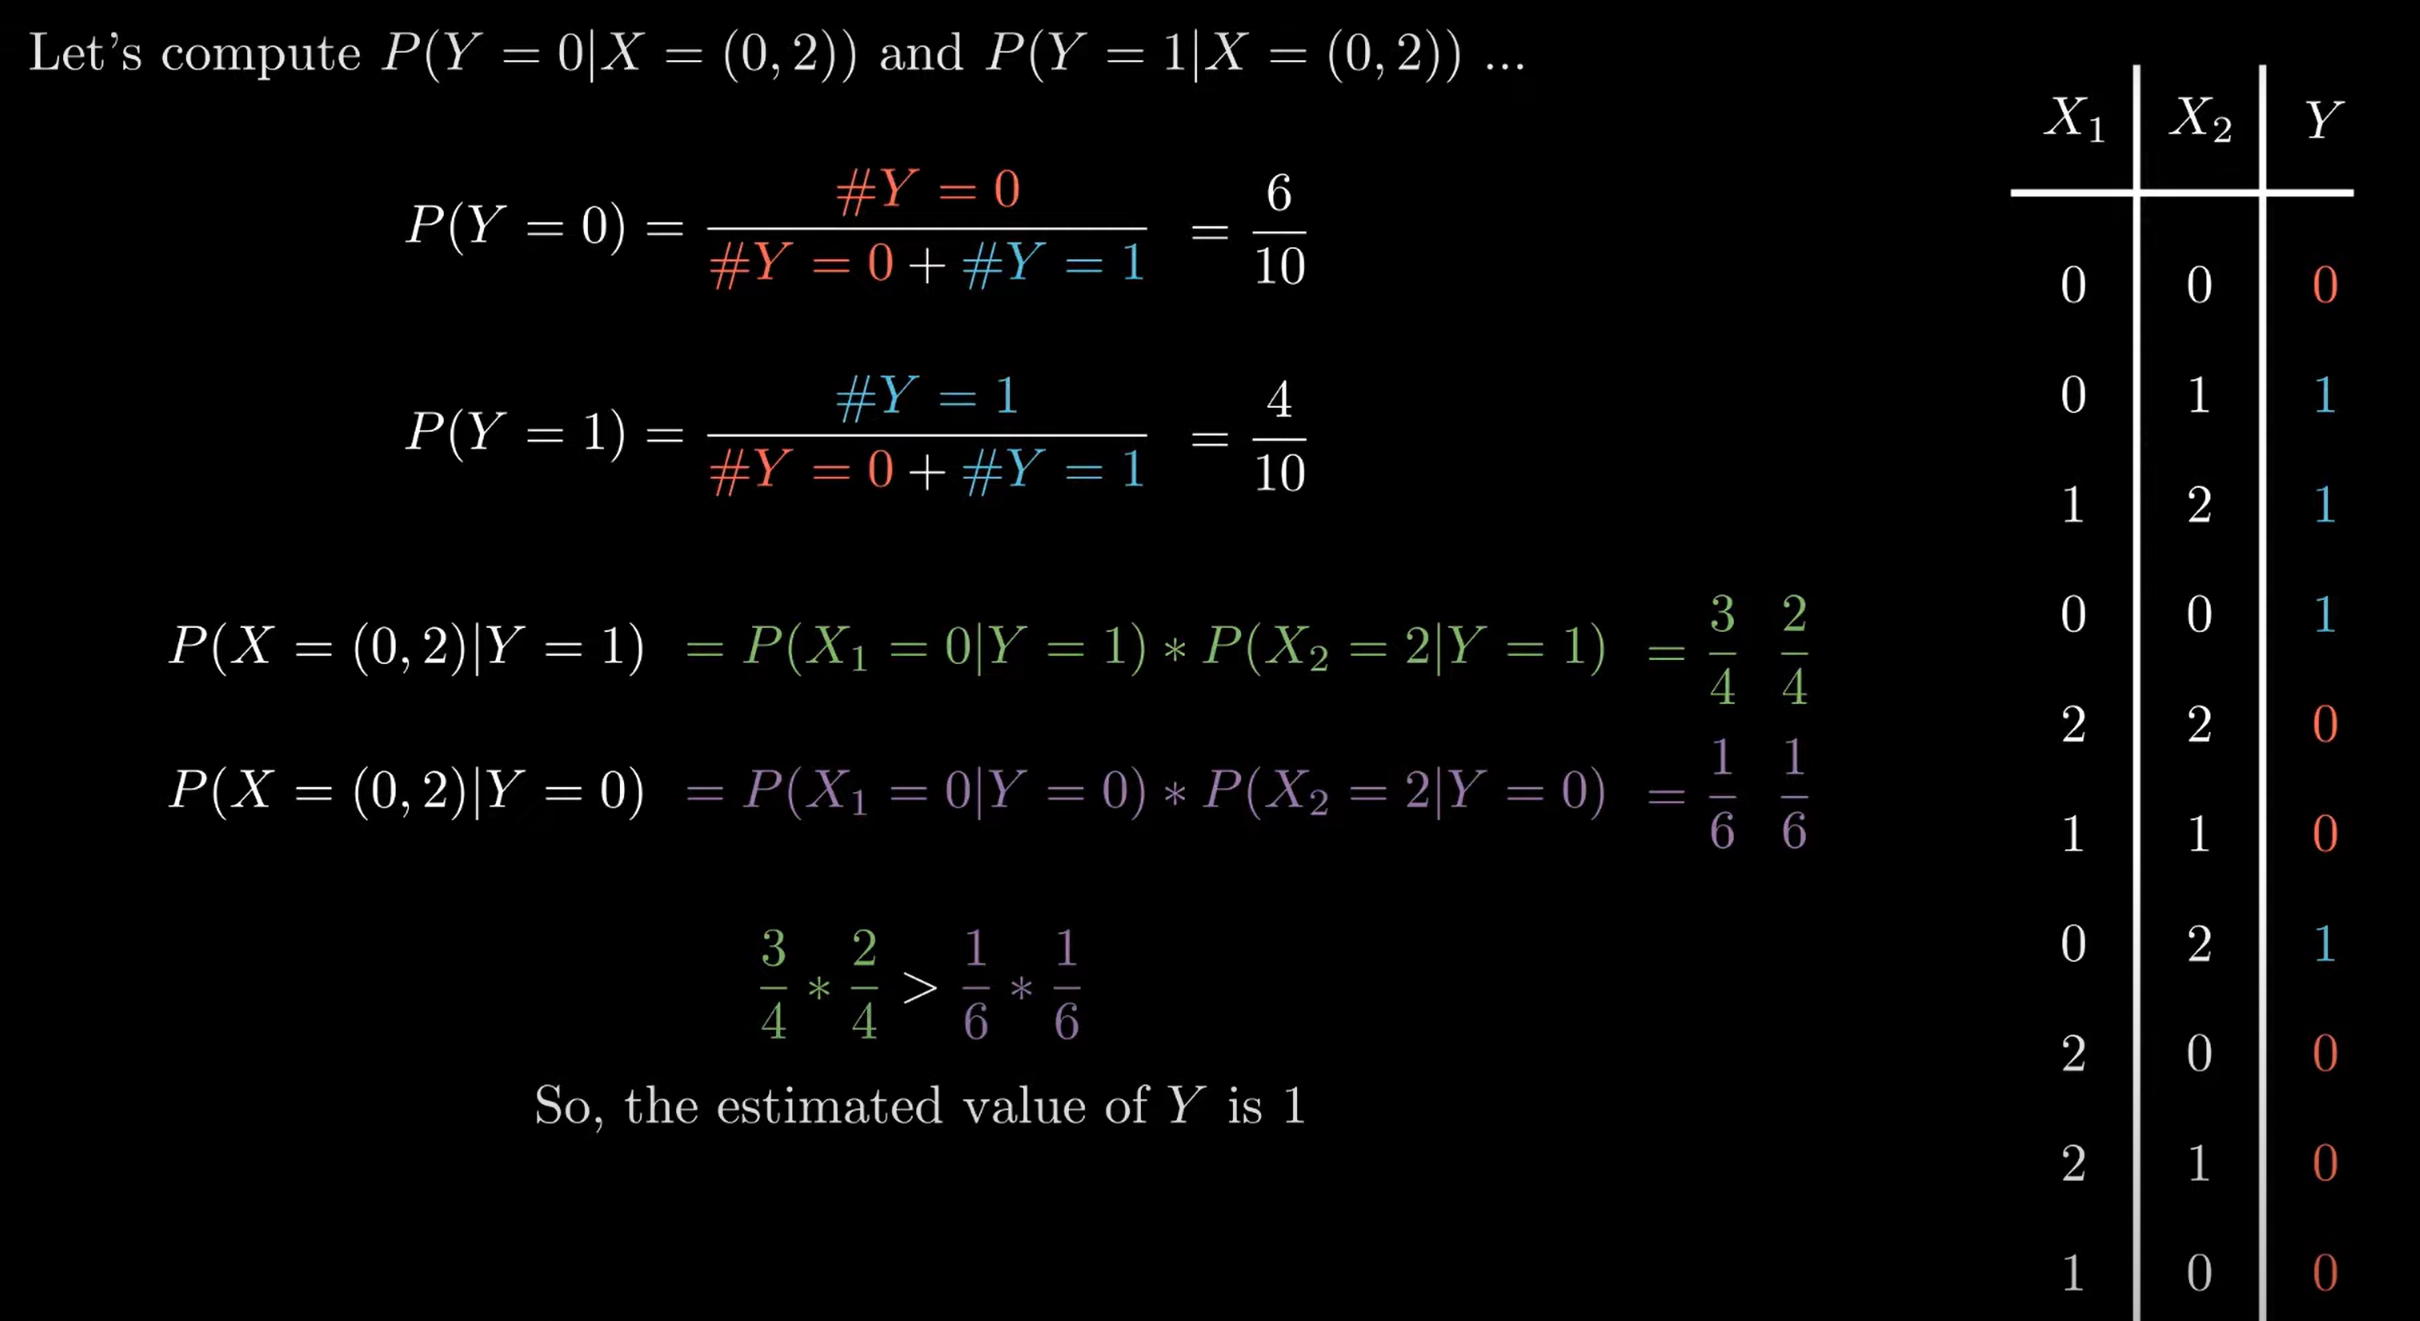 Let's compute P(Y = 0|X = (0, 2)) and P(Y = 1|X = (0, 2)) ...
P(Y = 0) = #Y = 0 / #Y = 0 + #Y = 1 = 6/10
P(Y = 1) = #Y = 1 / #Y = 0 + #Y = 1 = 4/10
P(X = (0, 2)|Y = 1) = P(X₁ = 0|Y = 1) * P(X₂ = 2|Y = 1) = 3/4 2/4
P(X = (0, 2)|Y = 0) = P(X₁ = 0|Y = 0) * P(X₂ = 2|Y = 0) = 1/6 1/6
3/4 * 2/4 > 1/6 * 1/6
So, the estimated value of Y is 1
X₁ X₂ Y
0 0 0
0 1 1
1 2 1
0 0 1
2 2 0
1 1 0
0 2 1
2 0 0
2 1 0
1 0 0